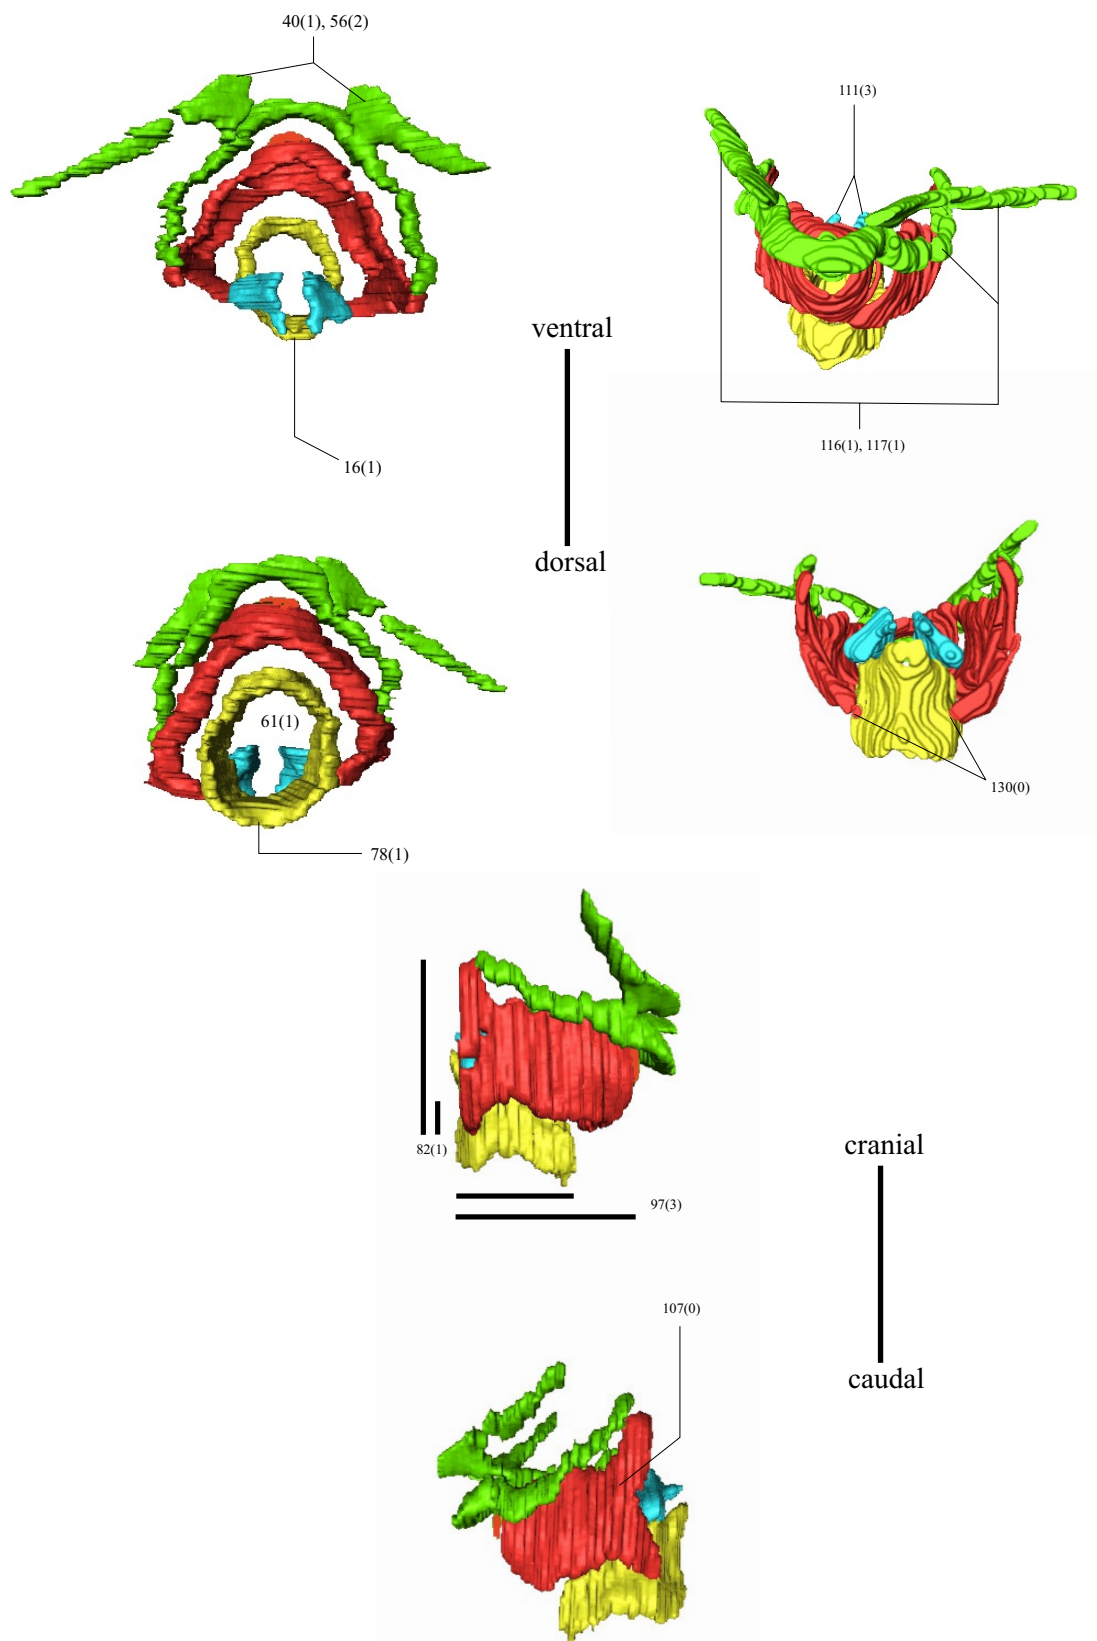 40(1), 56(2)
111(3)
ventral
116(1), 117(1)
16(1)
dorsal
61(1)
130(0)
78(1)
82(1)
cranial
97(3)
107(0)
caudal